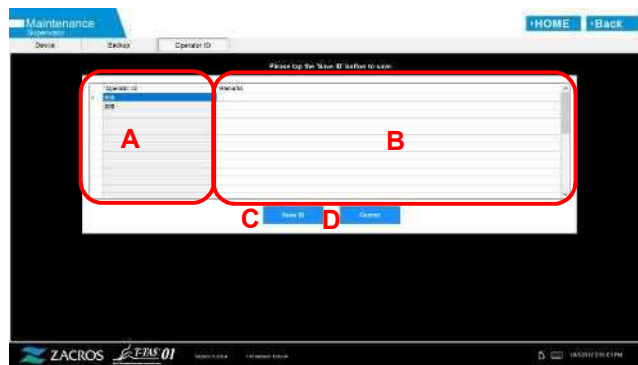 Maintenance
Supervisor
HOME
Back
Device
Backup
Operator ID
Please tap the 'Save ID' button to save.
Operator ID
Remarks
A
B
C
Save ID
D
Cancel
ZACROS
T-TAS 01